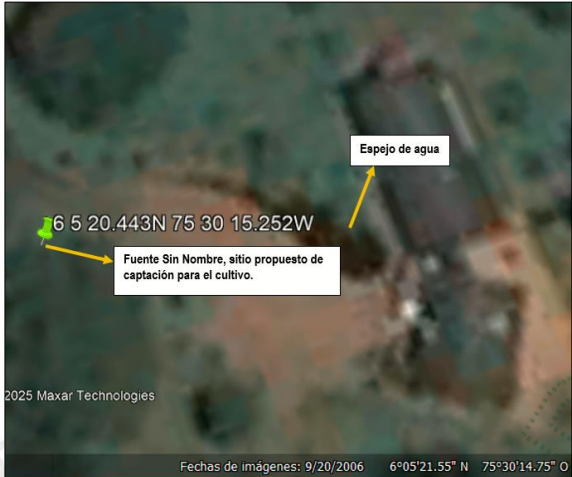 Espejo de agua
6 5 20.443N 75 30 15.252W
Fuente Sin Nombre, sitio propuesto de
captación para el cultivo.
2025 Maxar Technologies
Fechas de imágenes: 9/20/2006 6°05'21.55" N 75°30'14.75" O